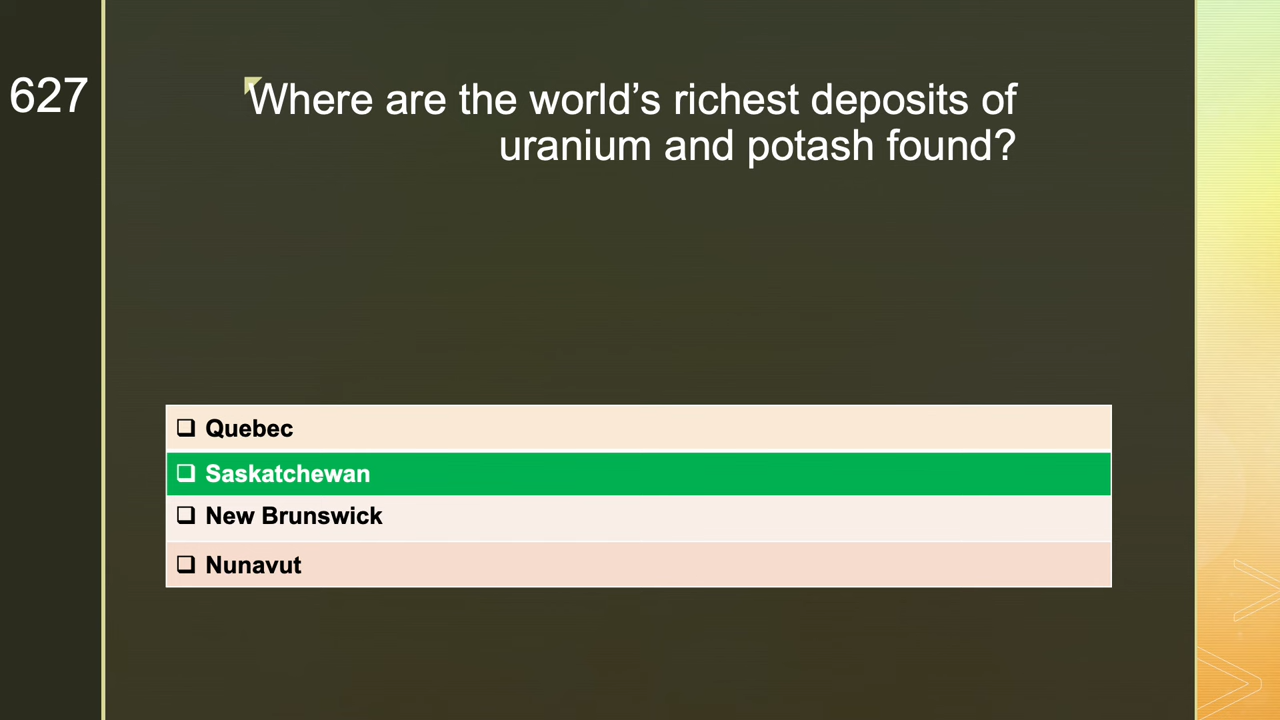 627
Where are the world’s richest deposits of
uranium and potash found?
❑ Quebec
❑ Saskatchewan
❑ New Brunswick
❑ Nunavut